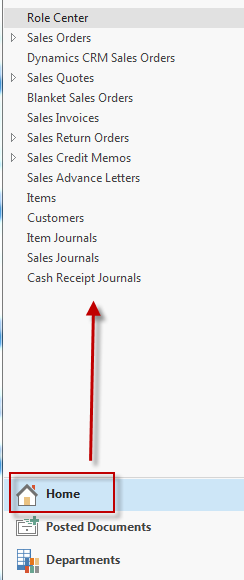 Role Center
Sales Orders
Dynamics CRM Sales Orders
Sales Quotes
Blanket Sales Orders
Sales Invoices
Sales Return Orders
Sales Credit Memos
Sales Advance Letters
Items
Customers
Item Journals
Sales Journals
Cash Receipt Journals
Home
Posted Documents
Departments